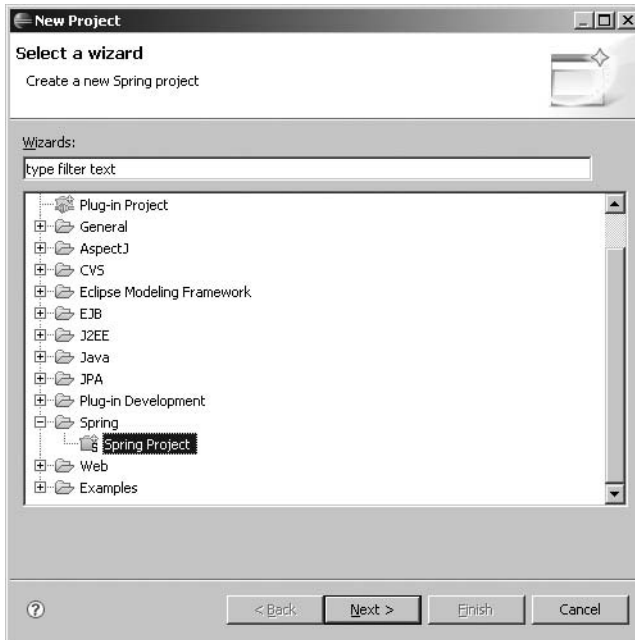 New Project
Select a wizard
Create a new Spring project
Wizards:
type filter text
Plug-in Project
General
AspectJ
CVS
Eclipse Modeling Framework
EJB
J2EE
Java
JPA
Plug-in Development
Spring
Spring Project
Web
Examples
< Back
Next >
Finish
Cancel